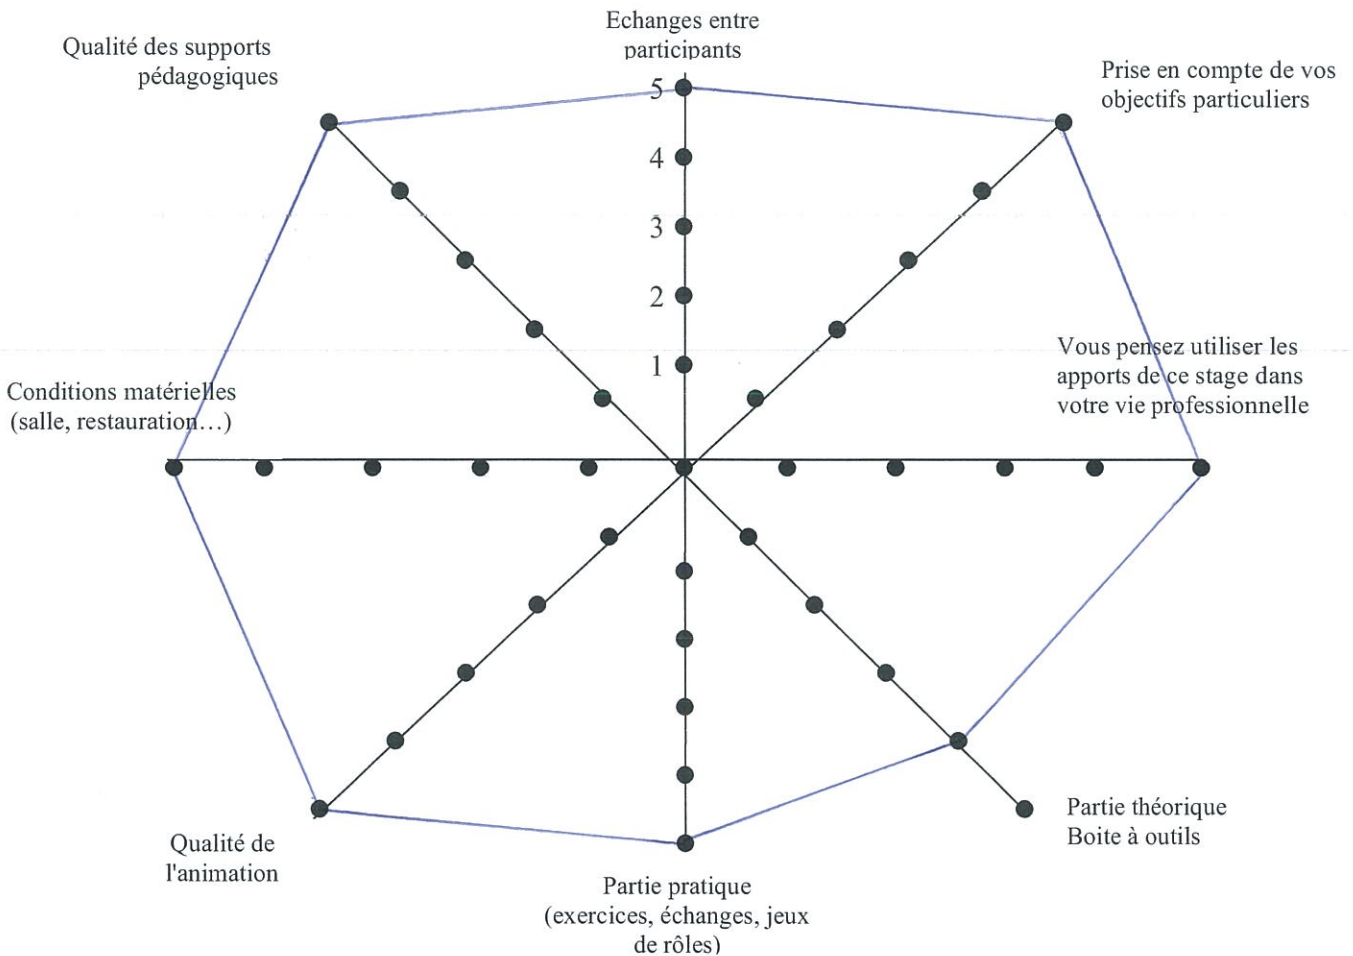 Echanges entre
participants
Qualité des supports
pédagogiques
Prise en compte de vos
objectifs particuliers
5
4
3
2
1
Vous pensez utiliser les
apports de ce stage dans
votre vie professionnelle
Conditions matérielles
(salle, restauration…)
Partie théorique
Boite à outils
Qualité de
l'animation
Partie pratique
(exercices, échanges, jeux
de rôles)